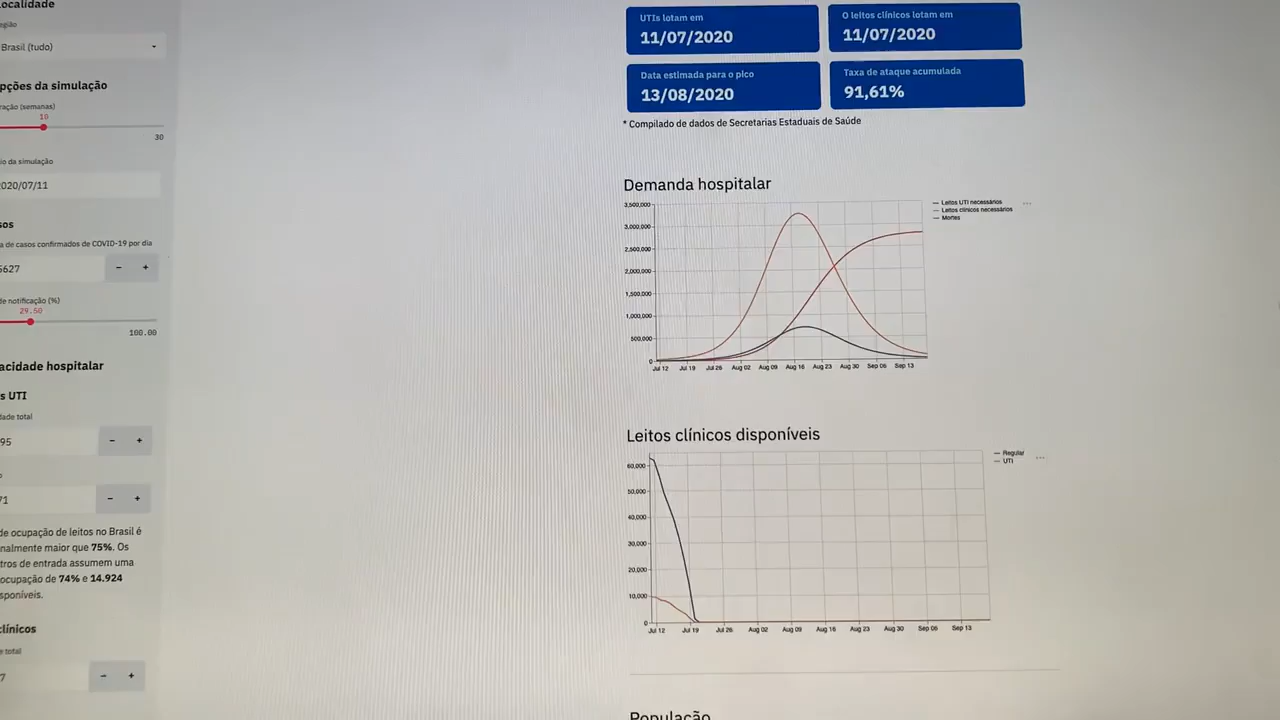 ocalidade
egião
Brasil (tudo)
pções da simulação
ração (semanas)
10
30
io da simulação
020/07/11
sos
a de casos confirmados de COVID-19 por dia
5627
- +
de notificação (%)
29.50
100.00
acidade hospitalar
s UTI
dade total
95
- +
o
71
- +
de ocupação de leitos no Brasil é
nalmente maior que 75%. Os
tros de entrada assumem uma
ocupação de 74% e 14.924
sponíveis.
clínicos
e total
7
- +
UTIs lotam em
11/07/2020
O leitos clínicos lotam em
11/07/2020
Data estimada para o pico
13/08/2020
Taxa de ataque acumulada
91,61%
* Compilado de dados de Secretarias Estaduais de Saúde
Demanda hospitalar
3,500,000
3,000,000
2,500,000
2,000,000
1,500,000
1,000,000
500,000
0
Jul 12 Jul 19 Jul 26 Aug 02 Aug 09 Aug 16 Aug 23 Aug 30 Sep 06 Sep 13
Leitos UTI necessários
Leitos clínicos necessários
Mortes
Leitos clínicos disponíveis
60,000
50,000
40,000
30,000
20,000
10,000
0
Jul 12 Jul 19 Jul 26 Aug 02 Aug 09 Aug 16 Aug 23 Aug 30 Sep 06 Sep 13
Regular
UTI
População